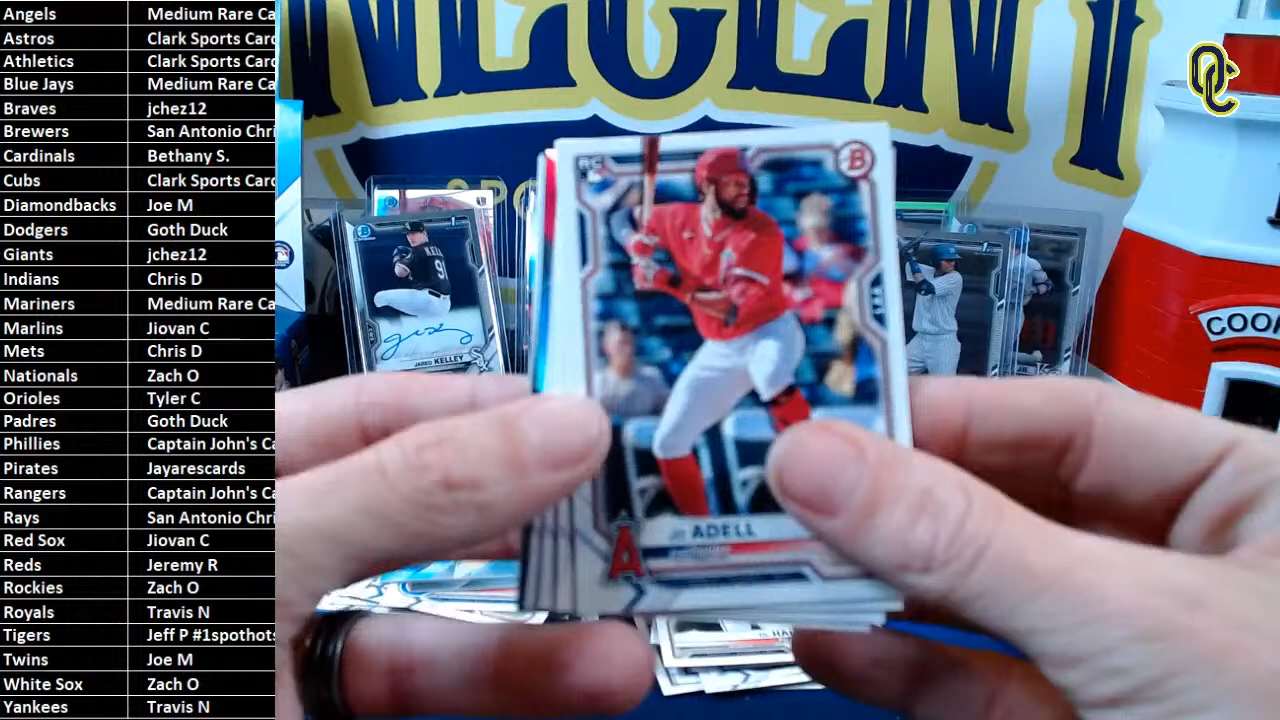 Angels Medium Rare Ca
Astros Clark Sports Card
Athletics Clark Sports Card
Blue Jays Medium Rare Ca
Braves jchez12
Brewers San Antonio Chri
Cardinals Bethany S.
Cubs Clark Sports Card
Diamondbacks Joe M
Dodgers Goth Duck
Giants jchez12
Indians Chris D
Mariners Medium Rare Ca
Marlins Jiovan C
Mets Chris D
Nationals Zach O
Orioles Tyler C
Padres Goth Duck
Phillies Captain John's Ca
Pirates Jayarescards
Rangers Captain John's Ca
Rays San Antonio Chri
Red Sox Jiovan C
Reds Jeremy R
Rockies Zach O
Royals Travis N
Tigers Jeff P #1spothots
Twins Joe M
White Sox Zach O
Yankees Travis N
OC
RC
B
JO ADELL
A
9
JARED KELLEY
SOX
COO